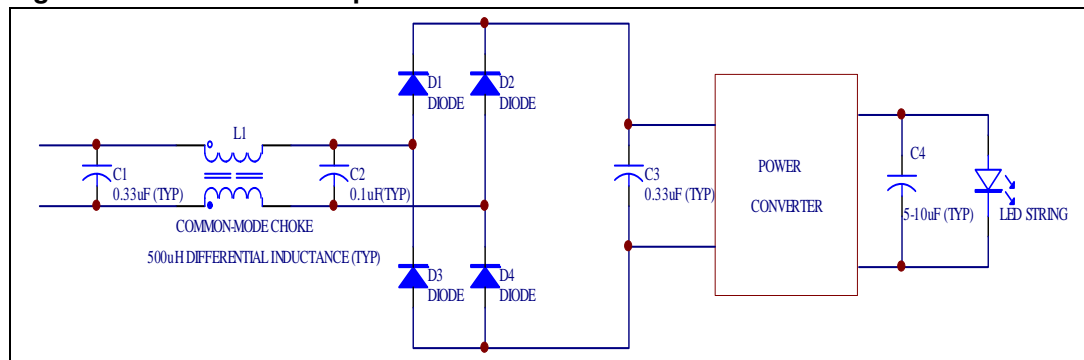 D1
DIODE
D2
DIODE
L1
C1
0.33uF (TYP)
C2
0.1uF(TYP)
COMMON-MODE CHOKE
500uH DIFFERENTIAL INDUCTANCE (TYP)
D3
DIODE
D4
DIODE
C3
0.33uF (TYP)
POWER
CONVERTER
C4
5-10uF (TYP)
LED STRING